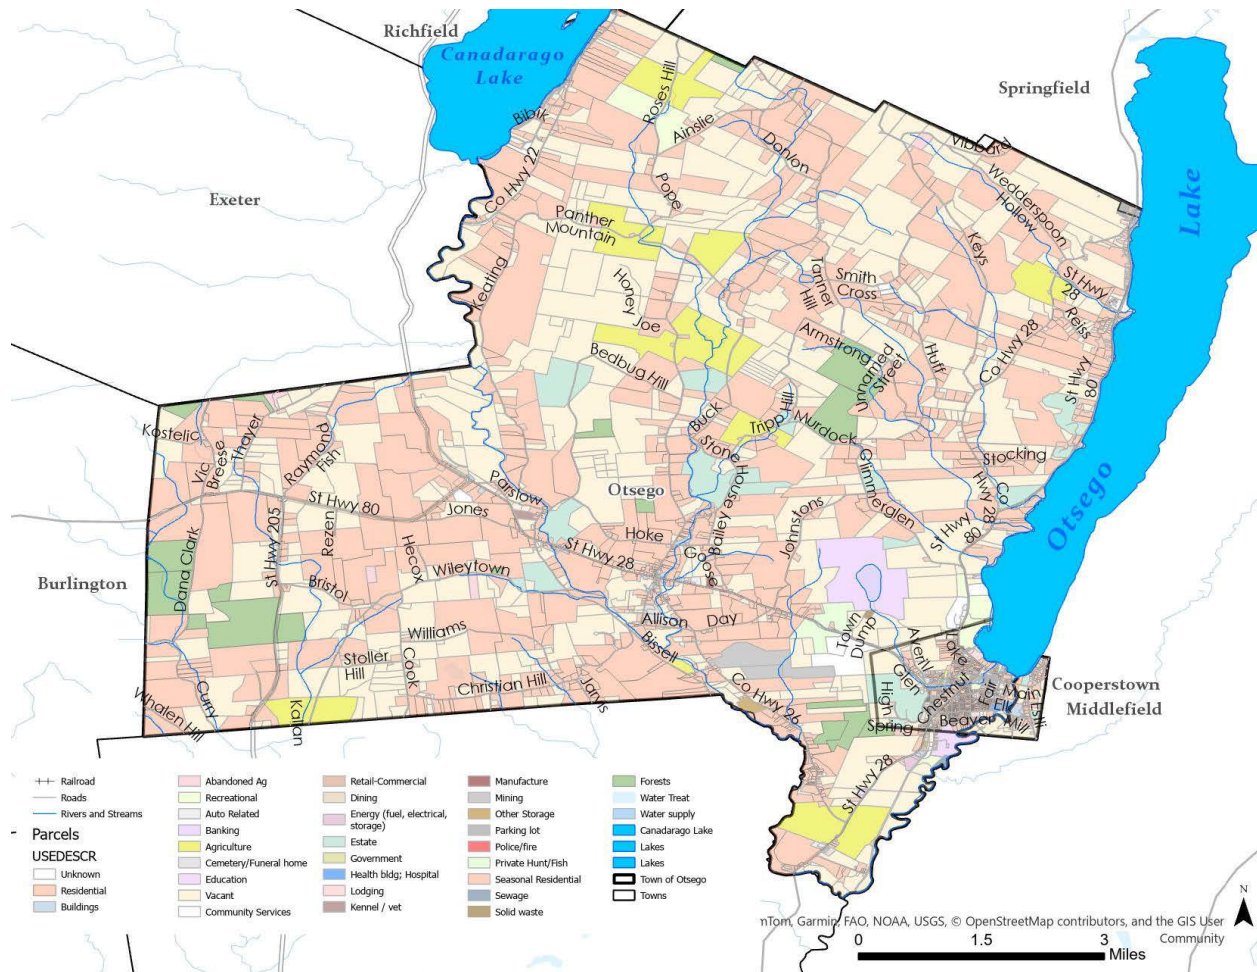 Richfield
Canadarago
Lake
Springfield
Roses Hill
Bibik
Ainslie
Donlon
Vibbard
Co Hwy 22
Pope
Wedderspoon
Hollow
Exeter
Lake
Panther
Mountain
Keys
Keating
Honey
Joe
Tanner
Hill
Smith
Cross
St Hwy
28
Reiss
Armstrong
Unnamed
Street
Huff
Co Hwy 28
Bedbug Hill
St Hwy
80
Buck
Tripp Hill
Murdock
Kostelic
Vic
Breese
Thayer
Raymond
Fish
Stone
House
Glimmerglen
Stocking
Parslow
Otsego
Co
Hwy 28
St Hwy 80
Jones
St Hwy 205
Rezen
Hoke
Bailey
Goose
Johnstons
St Hwy
80
Otsego
Burlington
Dana Clark
Hecox
Wileytown
St Hwy 28
Bristol
Allison
Day
Town
Dump
Averill
Lake
Williams
Bissell
Stoller
Hill
Cook
Glen
Chestnut
Fair
Main
Elk
Estli
Cooperstown
Middlefield
Whalen Hill
Curry
Kallan
Christian Hill
Jarvis
Co Hwy 26
High
Spring
Beaver
Mill
St Hwy 28
Railroad
Roads
Rivers and Streams
Parcels
USEDESCR
Unknown
Residential
Buildings
Abandoned Ag
Recreational
Auto Related
Banking
Agriculture
Cemetery/Funeral home
Education
Vacant
Community Services
Retail-Commercial
Dining
Energy (fuel, electrical,
storage)
Estate
Government
Health bldg; Hospital
Lodging
Kennel / vet
Manufacture
Mining
Other Storage
Parking lot
Police/fire
Private Hunt/Fish
Seasonal Residential
Sewage
Solid waste
Forests
Water Treat
Water supply
Canadarago Lake
Lakes
Lakes
Town of Otsego
Towns
N
mTom, Garmin, FAO, NOAA, USGS, © OpenStreetMap contributors, and the GIS User
Community
0 1.5 3
Miles